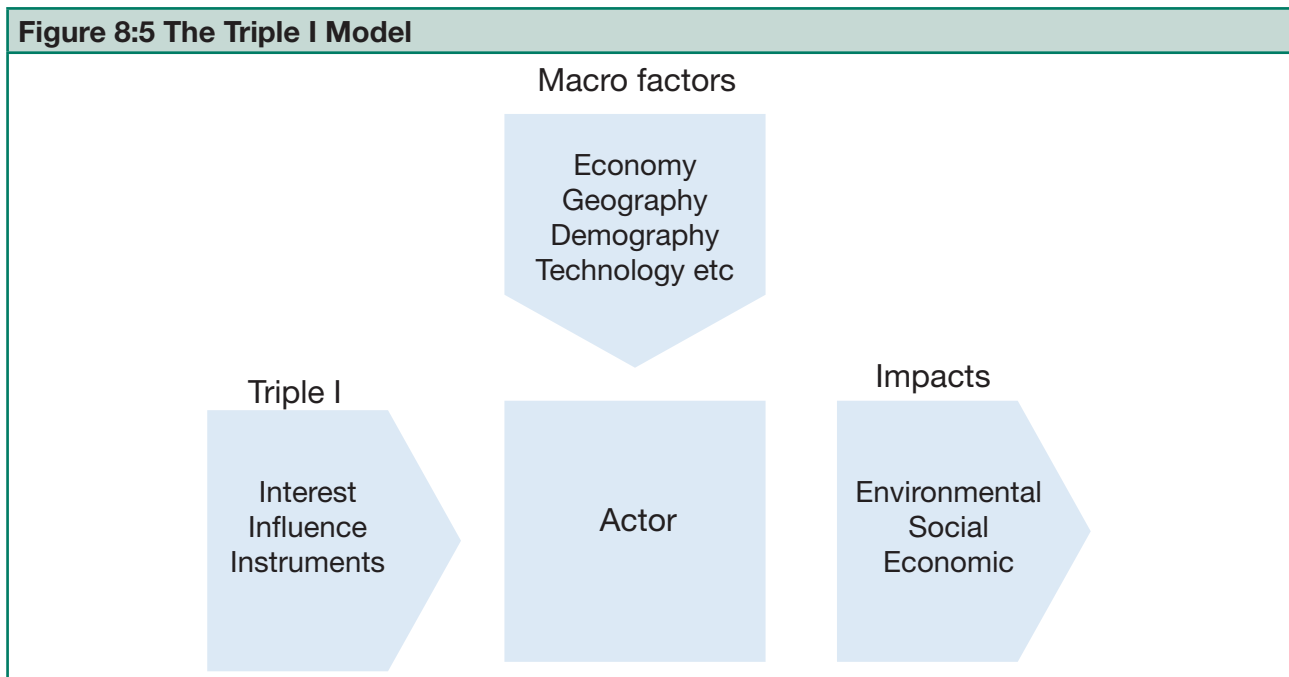 Figure 8:5 The Triple I Model
Macro factors
Economy
Geography
Demography
Technology etc
Triple I
Interest
Influence
Instruments
Actor
Impacts
Environmental
Social
Economic